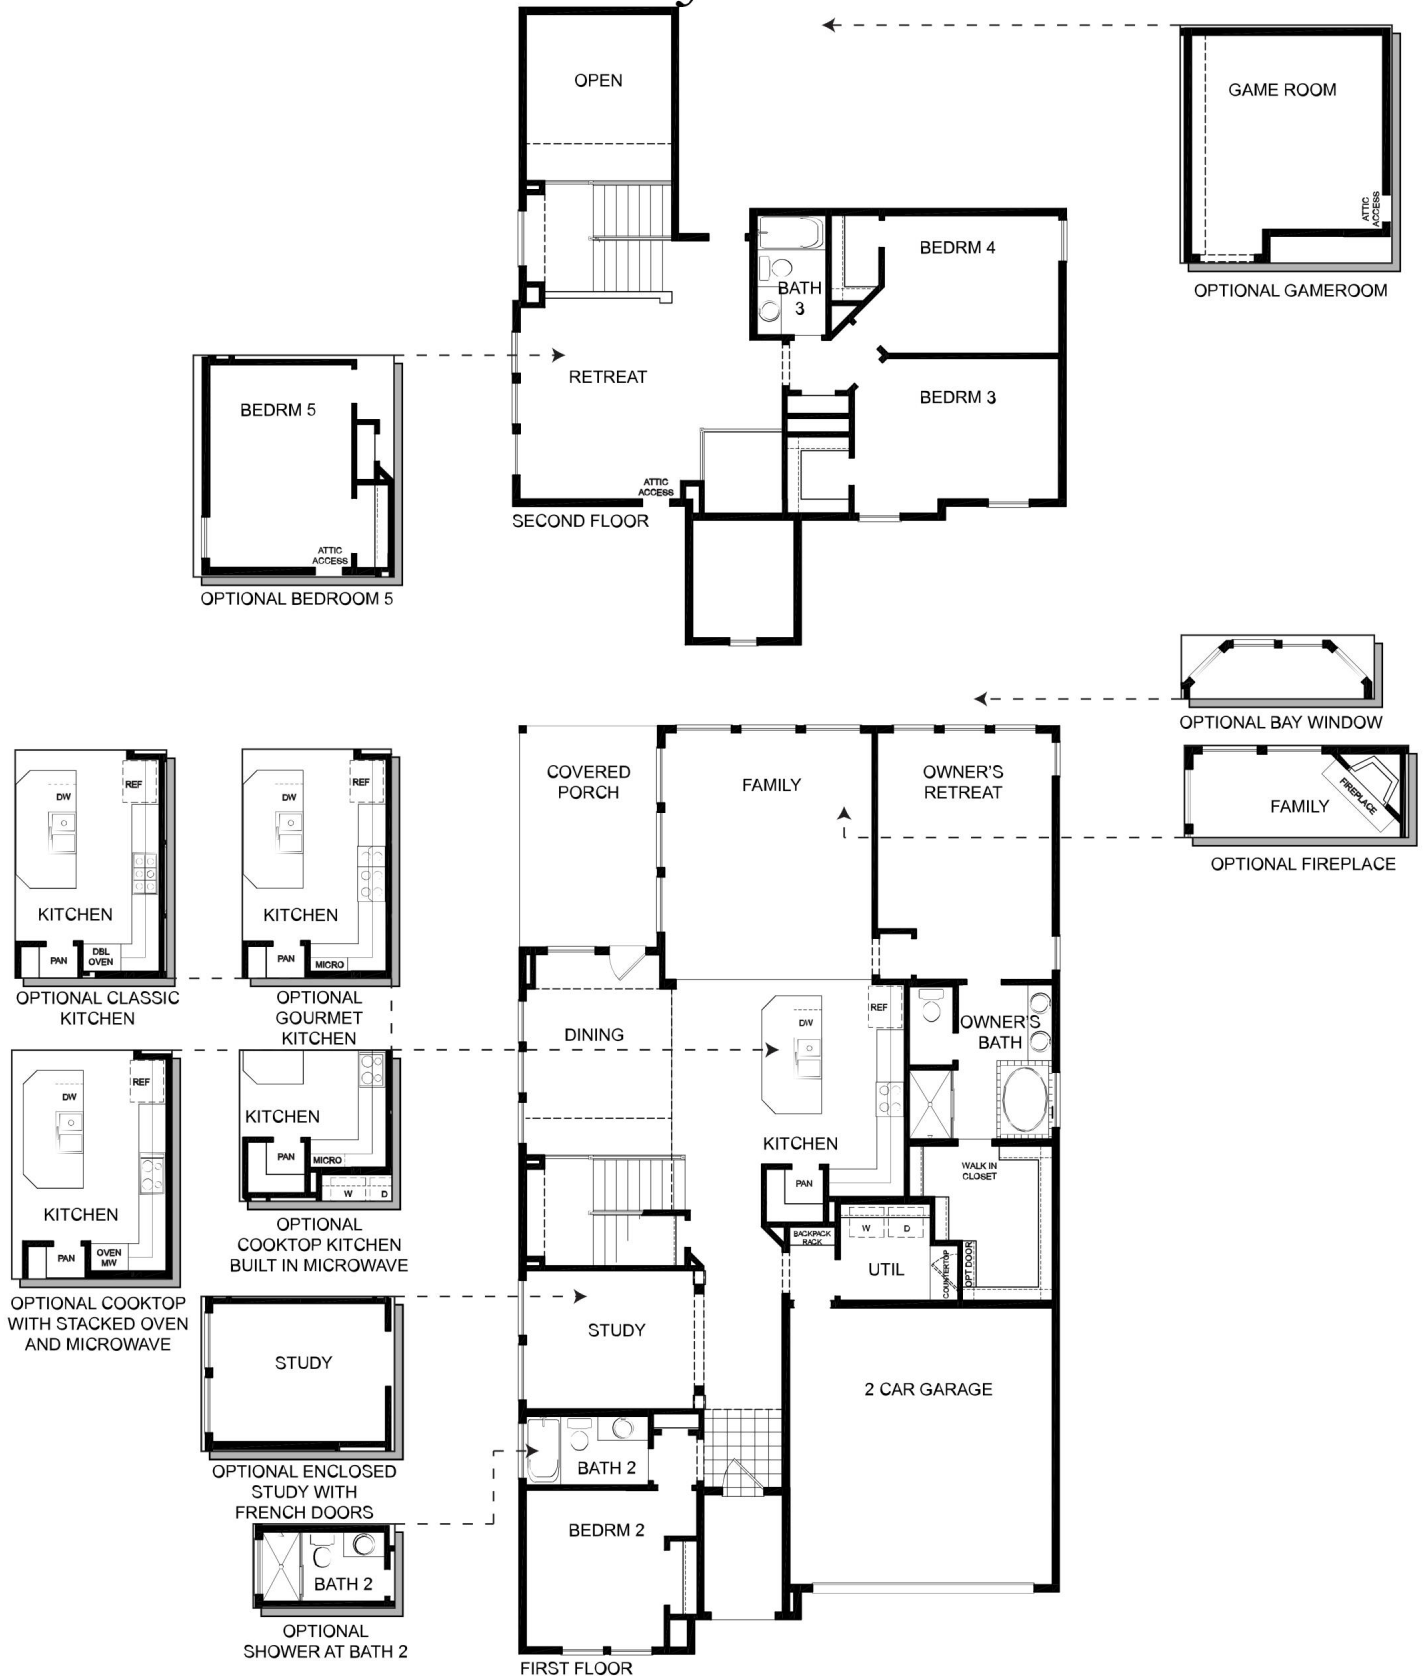 OPEN
GAME ROOM
ATTIC
ACCESS
OPTIONAL GAMEROOM
BEDRM 4
BATH
3
RETREAT
BEDRM 3
BEDRM 5
ATTIC
ACCESS
SECOND FLOOR
ATTIC
ACCESS
OPTIONAL BEDROOM 5
OPTIONAL BAY WINDOW
FIREPLACE
FAMILY
OPTIONAL FIREPLACE
COVERED
PORCH
FAMILY
OWNER'S
RETREAT
REF
DW
KITCHEN
PAN
DBL
OVEN
OPTIONAL CLASSIC
KITCHEN
REF
DW
KITCHEN
PAN
MICRO
OPTIONAL
GOURMET
KITCHEN
DINING
REF
DW
KITCHEN
PAN
OWNER'S
BATH
REF
DW
KITCHEN
PAN
OVEN
MW
OPTIONAL COOKTOP
WITH STACKED OVEN
AND MICROWAVE
KITCHEN
PAN
MICRO
W D
OPTIONAL
COOKTOP KITCHEN
BUILT IN MICROWAVE
WALK IN
CLOSET
BACKPACK
RACK
W D
UTIL
COUNTERTOP
OPT DOOR
STUDY
OPTIONAL ENCLOSED
STUDY WITH
FRENCH DOORS
STUDY
2 CAR GARAGE
BATH 2
BEDRM 2
BATH 2
OPTIONAL
SHOWER AT BATH 2
FIRST FLOOR